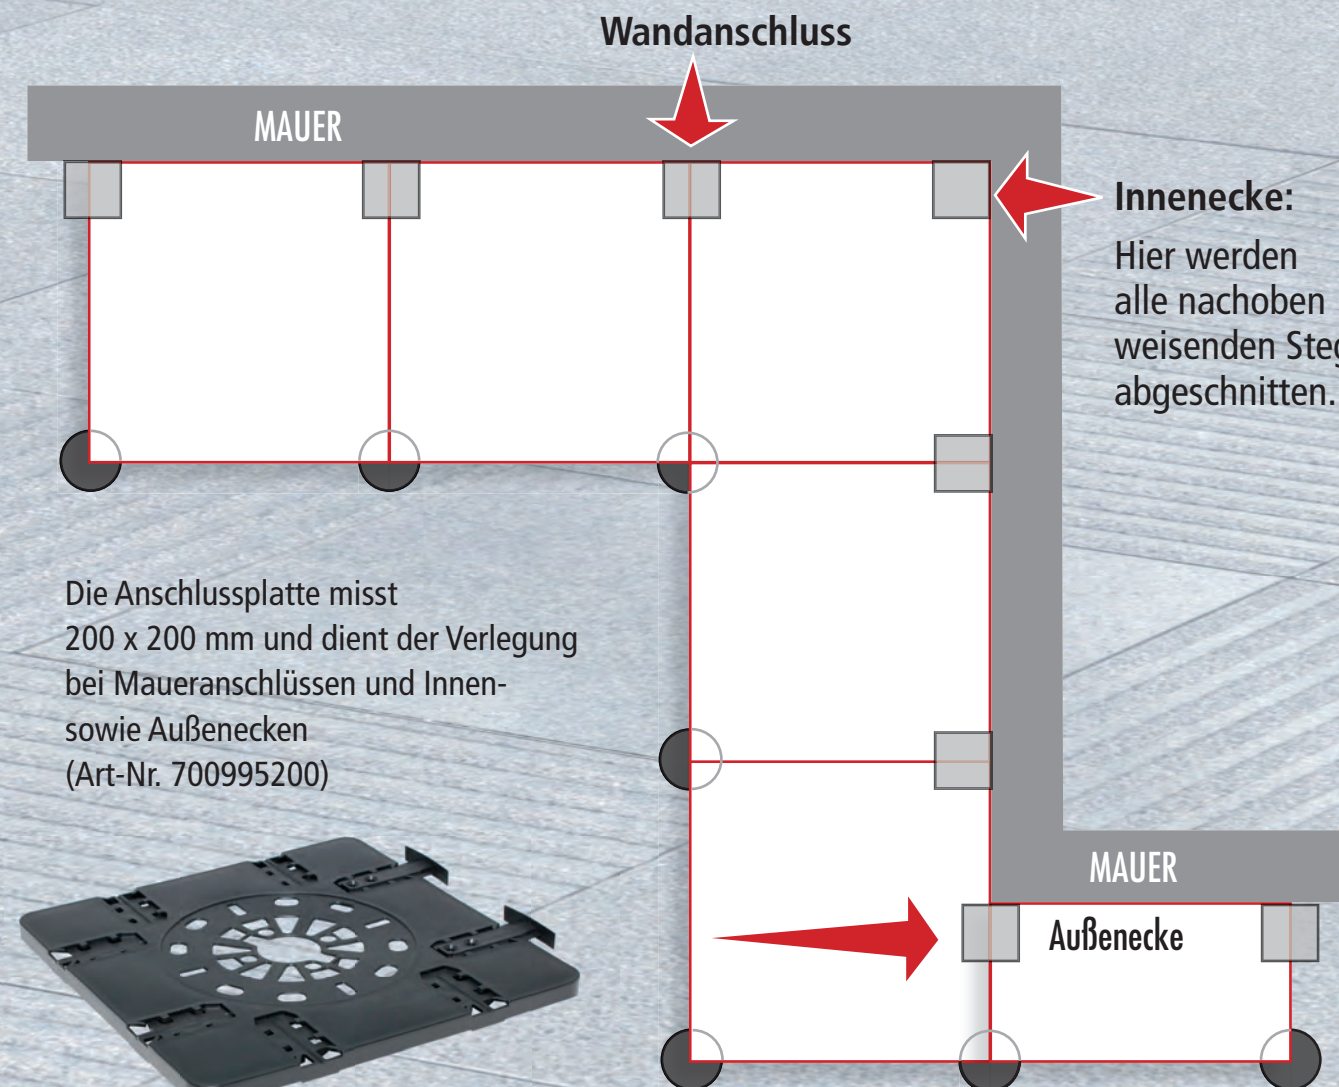 Wandanschluss
MAUER
Innenecke:
Hier werden
alle nachoben
weisenden
abgeschnitten.
Die Anschlussplatte misst
200 x 200 mm und dient der Verlegung
bei Maueranschlüssen und Innen-
sowie Außenecken
(Art-Nr. 700995200)
MAUER
Außenecke